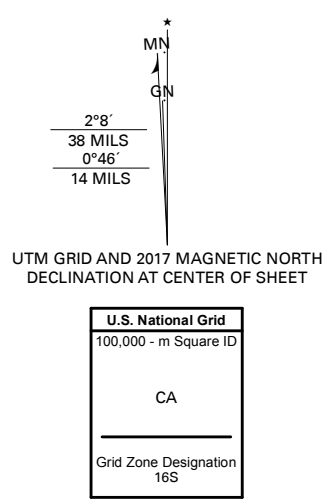 ★
MN
GN
2°8´
38 MILS
0°46´
14 MILS
UTM GRID AND 2017 MAGNETIC NORTH
DECLINATION AT CENTER OF SHEET
U.S. National Grid
100,000 - m Square ID
CA
Grid Zone Designation
16S